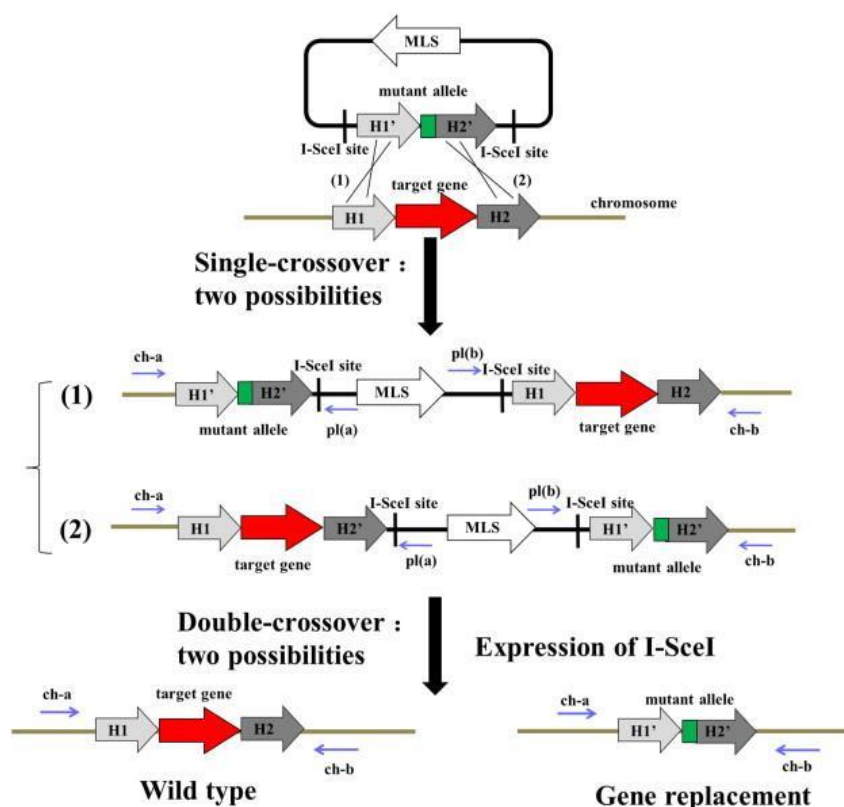 MLS
mutant allele
H1’ H2’
I-SceI site I-SceI site
(1) target gene (2)
H1 H2
chromosome
Single-crossover：
two possibilities
ch-a I-SceI site pl(b) I-SceI site
(1) H1’ H2’ MLS H1 H2
mutant allele pl(a) target gene ch-b
ch-a I-SceI site pl(b) I-SceI site
(2) H1 H2’ MLS H1’ H2’
target gene pl(a) mutant allele ch-b
Double-crossover：
two possibilities
Expression of I-SceI
ch-a target gene
H1 H2
ch-b
Wild type
ch-a mutant allele
H1’ H2’
ch-b
Gene replacement